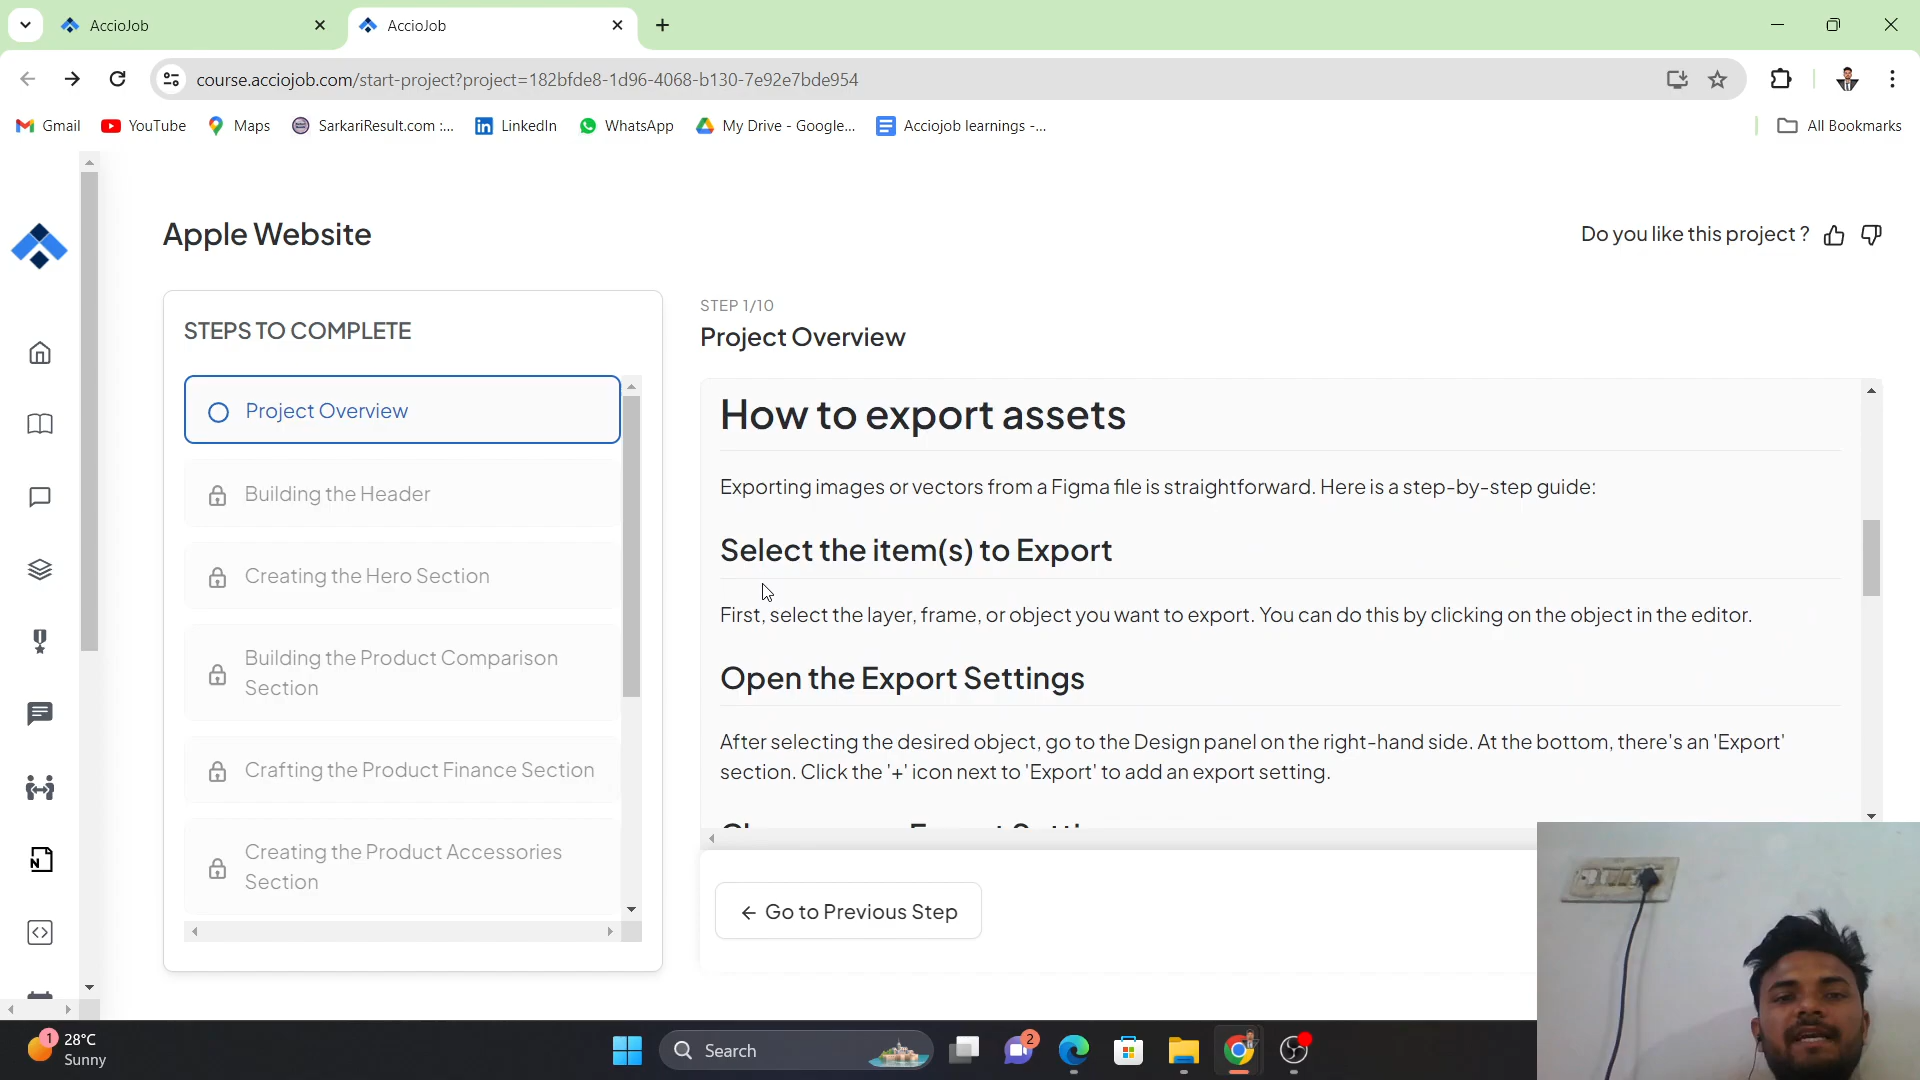 AccioJob
AccioJob
course.acciojob.com/start-project?project=182bfde8-1d96-4068-b130-7e92e7bde954
Gmail
YouTube
Maps
SarkariResult.com :...
LinkedIn
WhatsApp
My Drive - Google...
Acciojob learnings -...
All Bookmarks
Apple Website
Do you like this project ?
STEPS TO COMPLETE
Project Overview
Building the Header
Creating the Hero Section
Building the Product Comparison
Section
Crafting the Product Finance Section
Creating the Product Accessories
Section
STEP 1/10
Project Overview
How to export assets
Exporting images or vectors from a Figma file is straightforward. Here is a step-by-step guide:
Select the item(s) to Export
First, select the layer, frame, or object you want to export. You can do this by clicking on the object in the editor.
Open the Export Settings
After selecting the desired object, go to the Design panel on the right-hand side. At the bottom, there's an 'Export'
section. Click the '+' icon next to 'Export' to add an export setting.
← Go to Previous Step
1
28°C
Sunny
Search
2